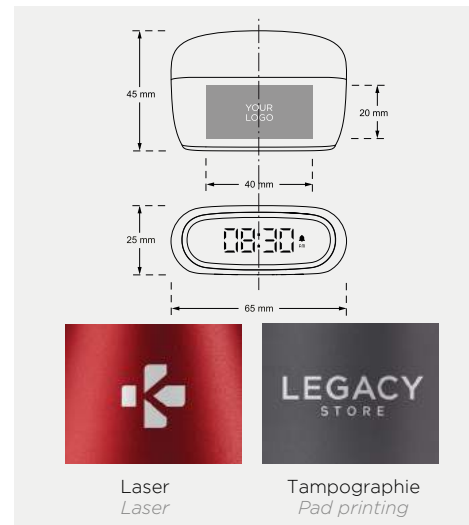 45 mm
YOUR
LOGO
20 mm
40 mm
25 mm
08:30
65 mm
LEGACY
STORE
Laser
Laser
Tampographie
Pad printing